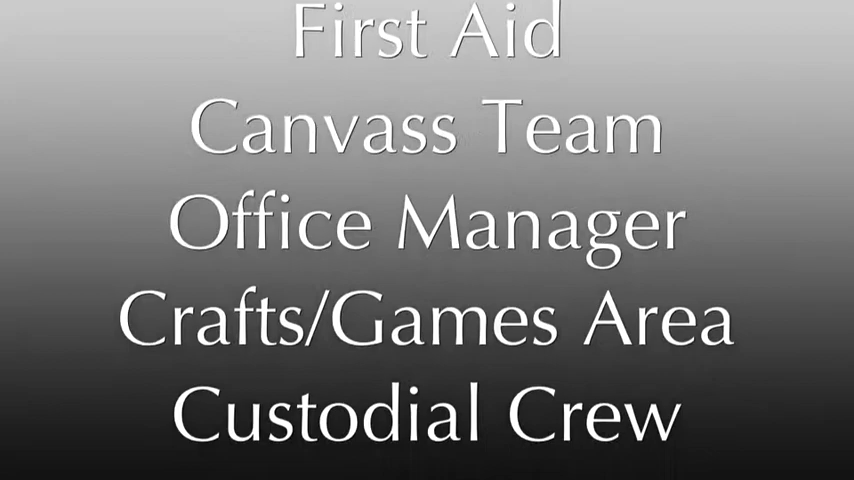 First Aid
Canvass Team
Office Manager
Crafts/Games Area
Custodial Crew